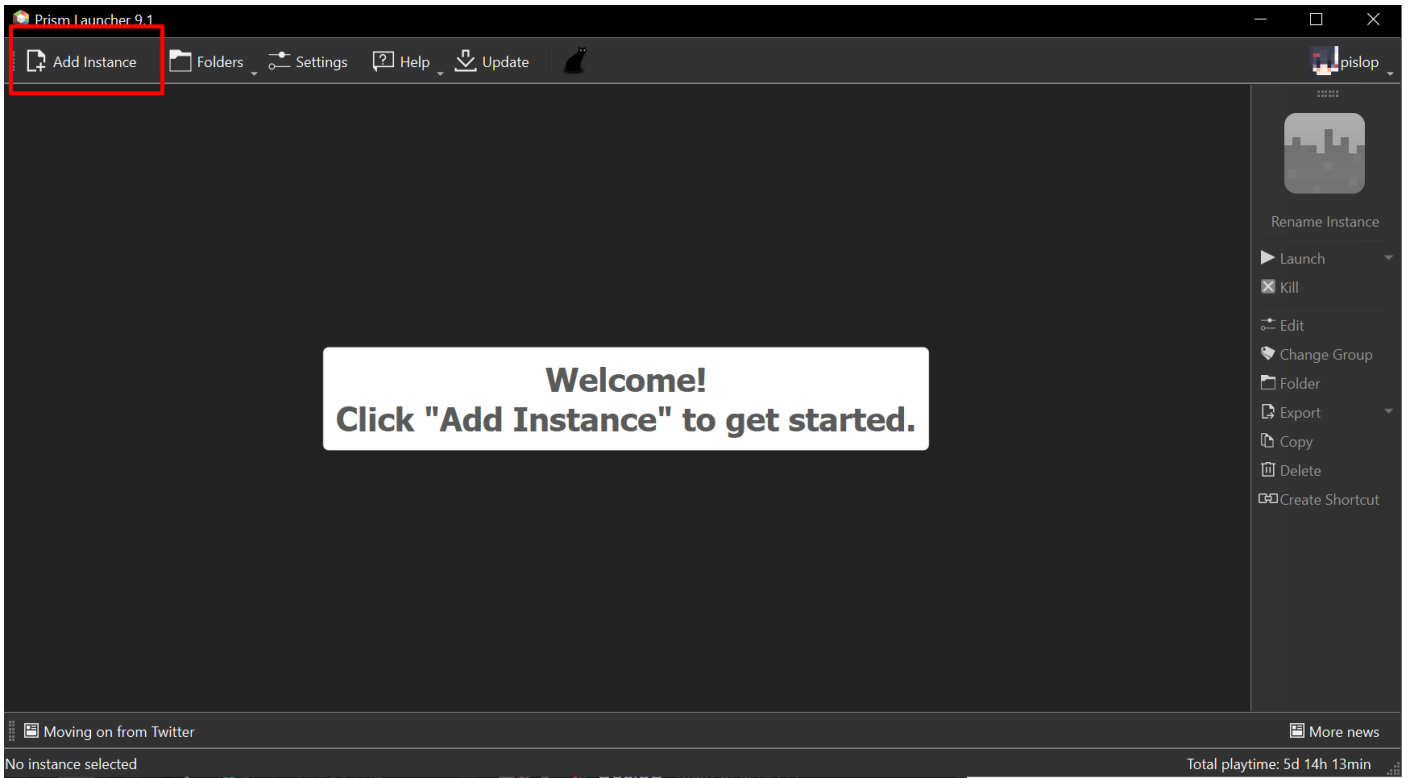 Prism Launcher 9.1
Add Instance
Folders
Settings
Help
Update
pislop
Rename Instance
Launch
Kill
Edit
Change Group
Folder
Export
Copy
Delete
Create Shortcut
Welcome!
Click "Add Instance" to get started.
Moving on from Twitter
More news
No instance selected
Total playtime: 5d 14h 13min